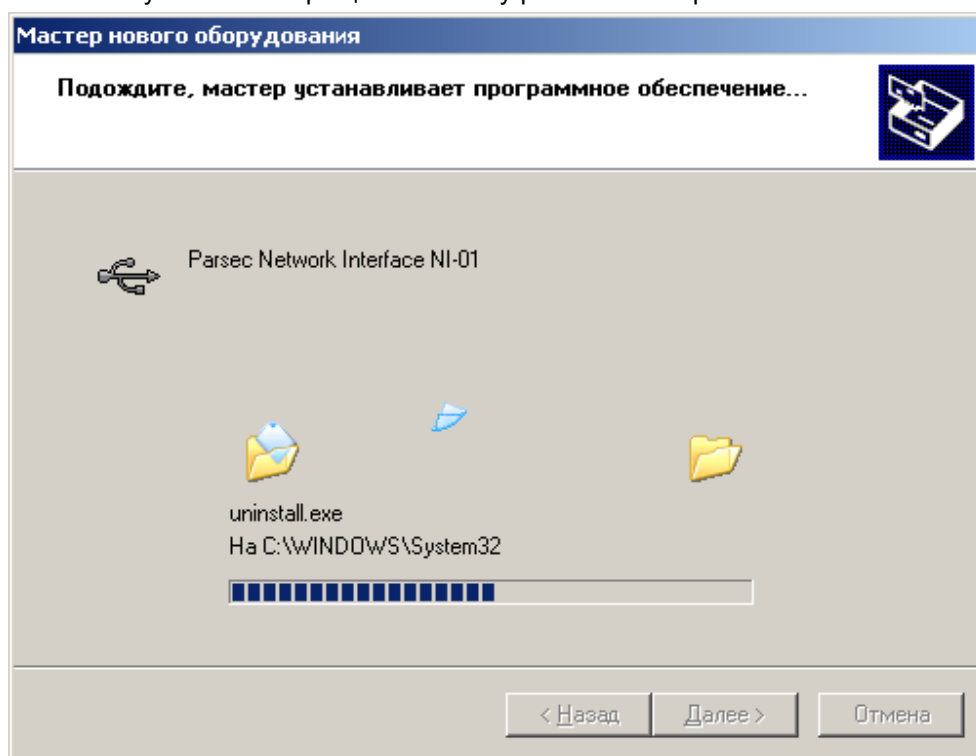 Мастер нового оборудования
Подождите, мастер устанавливает программное обеспечение...
Parsec Network Interface NI-01
uninstall.exe
На C:\WINDOWS\System32
< Назад
Далее >
Отмена